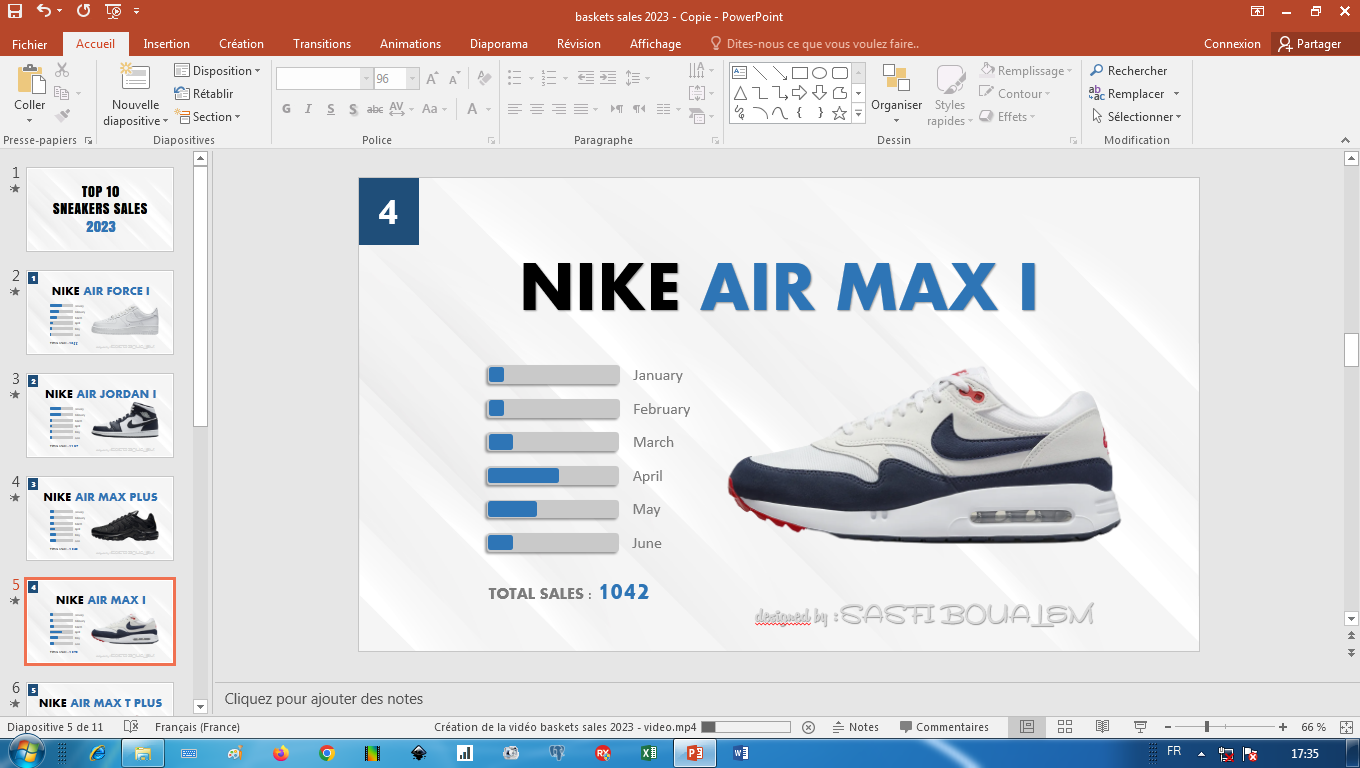 baskets sales 2023 - Copie - PowerPoint
Fichier Accueil Insertion Création Transitions Animations Diaporama Révision Affichage Dites-nous ce que vous voulez faire.. Connexion Partager
Coller
Presse-papiers
Nouvelle diapositive
Disposition
Rétablir
Section
Diapositives
96
G I S S abc AV Aa A
Police
Paragraphe
Organiser
Styles rapides
Remplissage
Contour
Effets
Dessin
Rechercher
Remplacer
Sélectionner
Modification
1
TOP 10
SNEAKERS SALES
2023
2
1
NIKE AIR FORCE I
3
2
NIKE AIR JORDAN I
4
3
NIKE AIR MAX PLUS
5
4
NIKE AIR MAX I
6
5
NIKE AIR MAX T PLUS
4
NIKE AIR MAX I
January
February
March
April
May
June
TOTAL SALES : 1042
designed by : SASFI BOUALEM
Cliquez pour ajouter des notes
Diapositive 5 de 11 Français (France) Création de la vidéo baskets sales 2023 - video.mp4 Notes Commentaires 66 %
FR 17:35